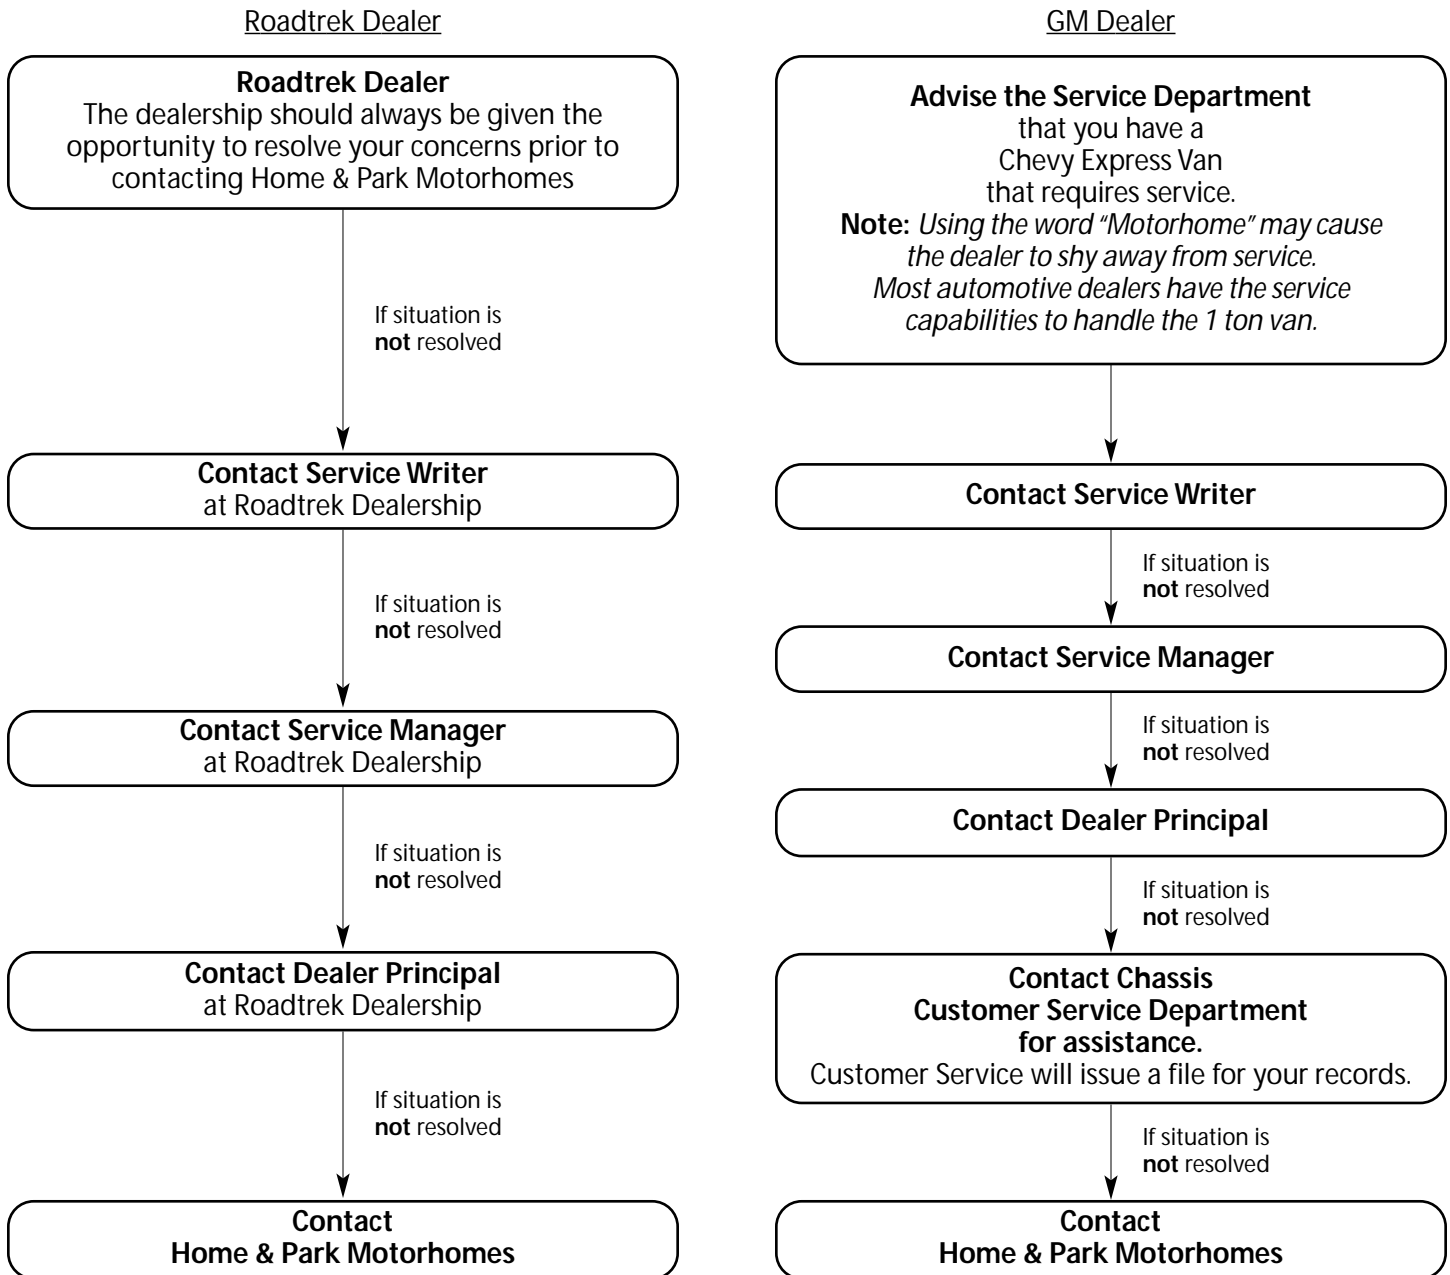 Roadtrek Dealer
Roadtrek Dealer
The dealership should always be given the
opportunity to resolve your concerns prior to
contacting Home & Park Motorhomes
If situation is
not resolved
Contact Service Writer
at Roadtrek Dealership
If situation is
not resolved
Contact Service Manager
at Roadtrek Dealership
If situation is
not resolved
Contact Dealer Principal
at Roadtrek Dealership
If situation is
not resolved
Contact
Home & Park Motorhomes
GM Dealer
Advise the Service Department
that you have a
Chevy Express Van
that requires service.
Note: Using the word “Motorhome” may cause
the dealer to shy away from service.
Most automotive dealers have the service
capabilities to handle the 1 ton van.
Contact Service Writer
If situation is
not resolved
Contact Service Manager
If situation is
not resolved
Contact Dealer Principal
If situation is
not resolved
Contact Chassis
Customer Service Department
for assistance.
Customer Service will issue a file for your records.
If situation is
not resolved
Contact
Home & Park Motorhomes